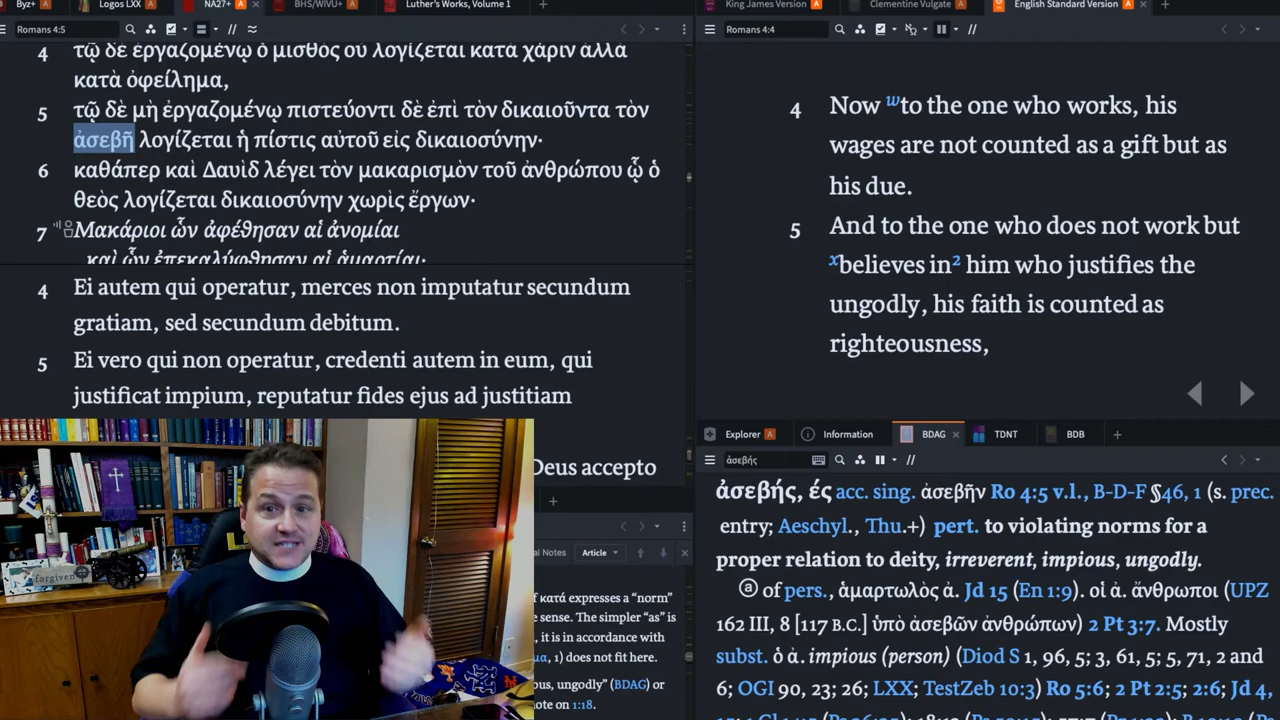 Byz+
Logos LXX
NA27+
BHS/WIVU+
Luther's Works, Volume 1
Romans 4:5
4 τῷ δὲ ἐργαζομένῳ ὁ μισθὸς οὐ λογίζεται κατὰ χάριν ἀλλὰ
κατὰ ὀφείλημα,
5 τῷ δὲ μὴ ἐργαζομένῳ πιστεύοντι δὲ ἐπὶ τὸν δικαιοῦντα τὸν
ἀσεβῆ λογίζεται ἡ πίστις αὐτοῦ εἰς δικαιοσύνην·
6 καθάπερ καὶ Δαυὶδ λέγει τὸν μακαρισμὸν τοῦ ἀνθρώπου ᾧ ὁ
θεὸς λογίζεται δικαιοσύνην χωρὶς ἔργων·
7 Μακάριοι ὧν ἀφέθησαν αἱ ἀνομίαι
καὶ ὧν ἐπεκαλύφθησαν αἱ ἁμαρτίαι·
4 Ei autem qui operatur, merces non imputatur secundum
gratiam, sed secundum debitum.
5 Ei vero qui non operatur, credenti autem in eum, qui
justificat impium, reputatur fides ejus ad justitiam
Deus accepto
forgiven
al Notes
Article
of κατά expresses a “norm”
e sense. The simpler “as” is
, it is in accordance with
μα, 1) does not fit here.
ous, ungodly” (BDAG) or
note on 1:18.
King James Version
Clementine Vulgate
English Standard Version
Romans 4:4
4 Now w to the one who works, his
wages are not counted as a gift but as
his due.
5 And to the one who does not work but
x believes in 2 him who justifies the
ungodly, his faith is counted as
righteousness,
Explorer
Information
BDAG
TDNT
BDB
ἀσεβής
ἀσεβής, ές acc. sing. ἀσεβῆν Ro 4:5 v.l., B-D-F §46, 1 (s. prec.
entry; Aeschyl., Thu.+) pert. to violating norms for a
proper relation to deity, irreverent, impious, ungodly.
ⓐ of pers., ἁμαρτωλὸς ἀ. Jd 15 (En 1:9). οἱ ἀ. ἄνθρωποι (UPZ
162 III, 8 [117 B.C.] ὑπὸ ἀσεβῶν ἀνθρώπων) 2 Pt 3:7. Mostly
subst. ὁ ἀ. impious (person) (Diod S 1, 96, 5; 3, 61, 5; 5, 71, 2 and
6; OGI 90, 23; 26; LXX; TestZeb 10:3) Ro 5:6; 2 Pt 2:5; 2:6; Jd 4,